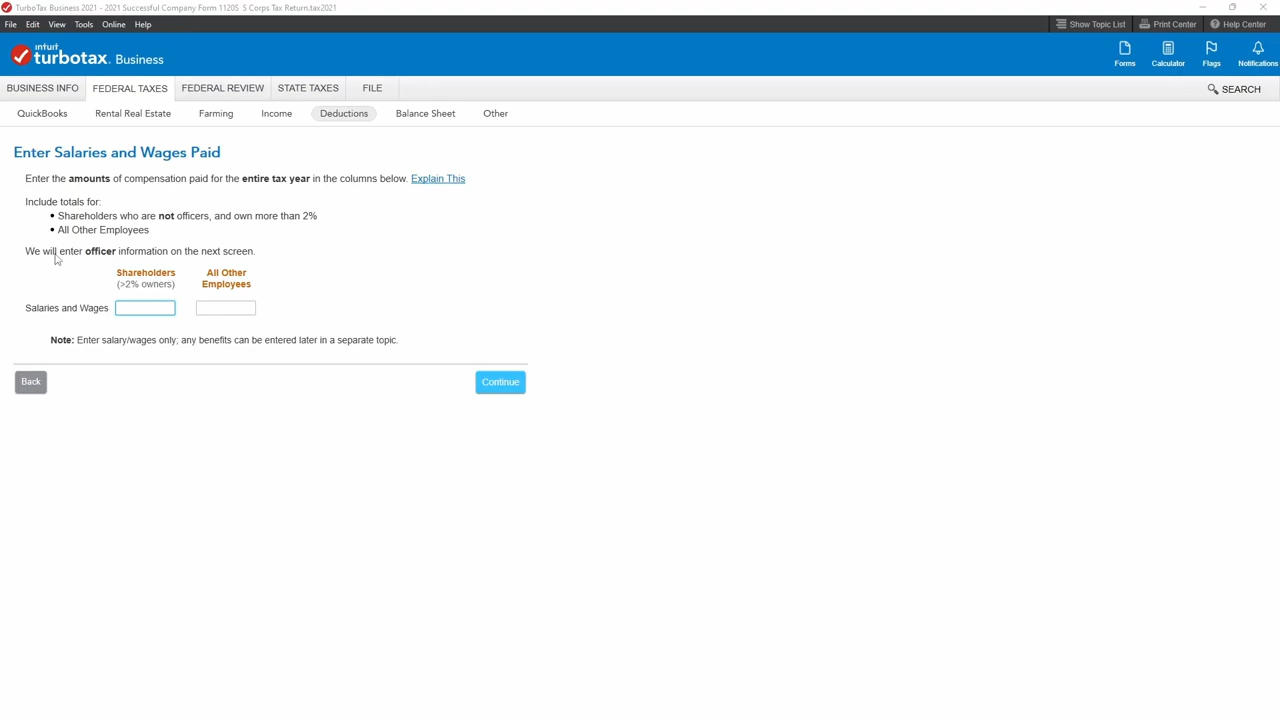 TurboTax Business 2021 - 2021 Successful Company Form 1120S S Corps Tax Return.tax2021
File Edit View Tools Online Help
Show Topic List Print Center Help Center
intuit turbotax. Business
Forms Calculator Flags Notifications
BUSINESS INFO FEDERAL TAXES FEDERAL REVIEW STATE TAXES FILE
SEARCH
QuickBooks Rental Real Estate Farming Income Deductions Balance Sheet Other
Enter Salaries and Wages Paid
Enter the amounts of compensation paid for the entire tax year in the columns below. Explain This
Include totals for:
• Shareholders who are not officers, and own more than 2%
• All Other Employees
We will enter officer information on the next screen.
Shareholders All Other
(>2% owners) Employees
Salaries and Wages
Note: Enter salary/wages only; any benefits can be entered later in a separate topic.
Back Continue